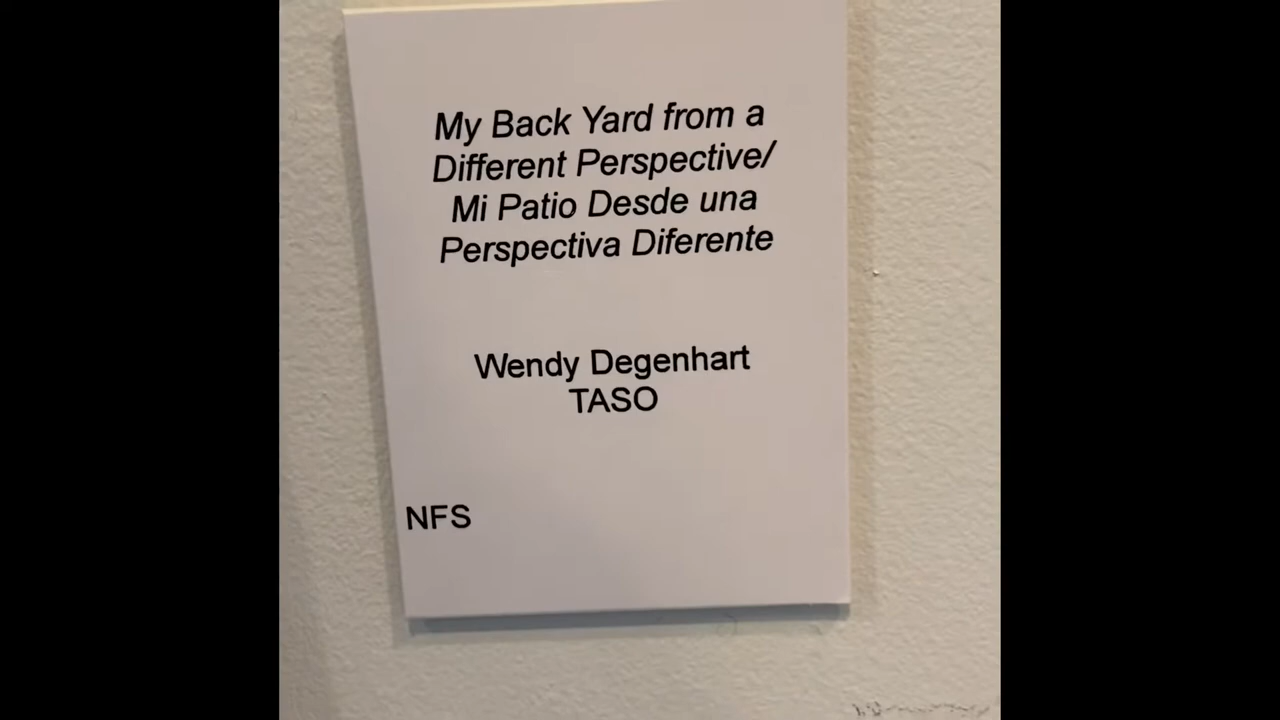 My Back Yard from a
Different Perspective/
Mi Patio Desde una
Perspectiva Diferente
Wendy Degenhart
TASO
NFS